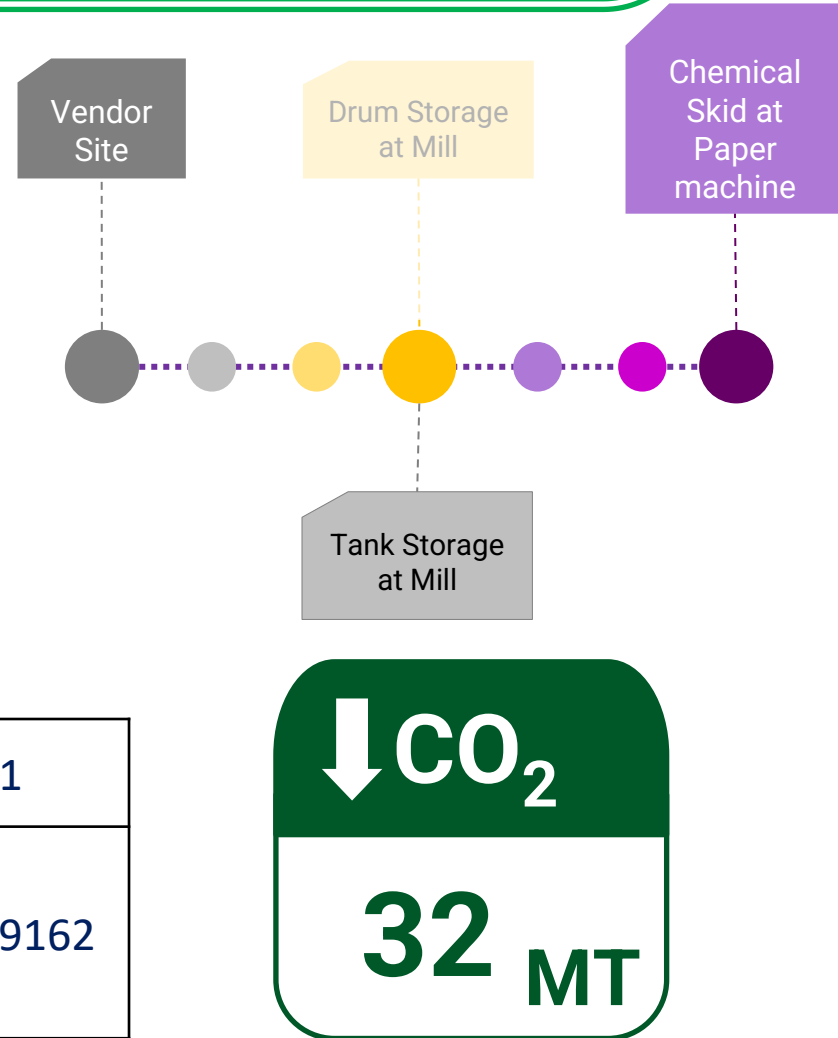 Vendor
Site
Drum Storage
at Mill
Chemical
Skid at
Paper
machine
Tank Storage
at Mill
1
9162
CO₂
32 MT